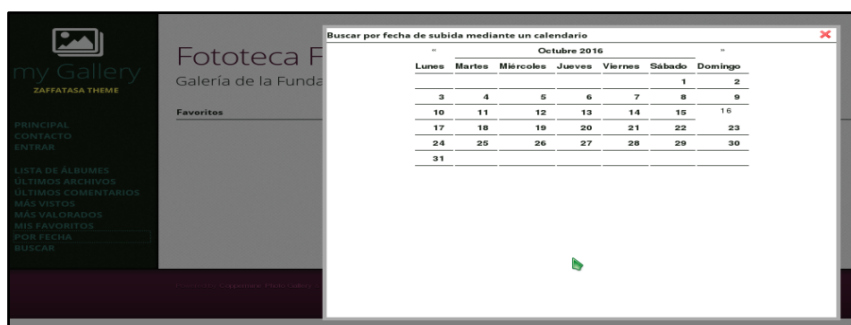 my Gallery
ZAFFATASA THEME
PRINCIPAL
CONTACTO
ENTRAR
LISTA DE ÁLBUMES
ÚLTIMOS ARCHIVOS
ÚLTIMOS COMENTARIOS
MÁS VISTOS
MÁS VALORADOS
MIS FAVORITOS
POR FECHA
BUSCAR
Fototeca F
Galería de la Funda
Favoritos
Buscar por fecha de subida mediante un calendario
Octubre 2016
Lunes Martes Miércoles Jueves Viernes Sábado Domingo
1 2
3 4 5 6 7 8 9
10 11 12 13 14 15 16
17 18 19 20 21 22 23
24 25 26 27 28 29 30
31